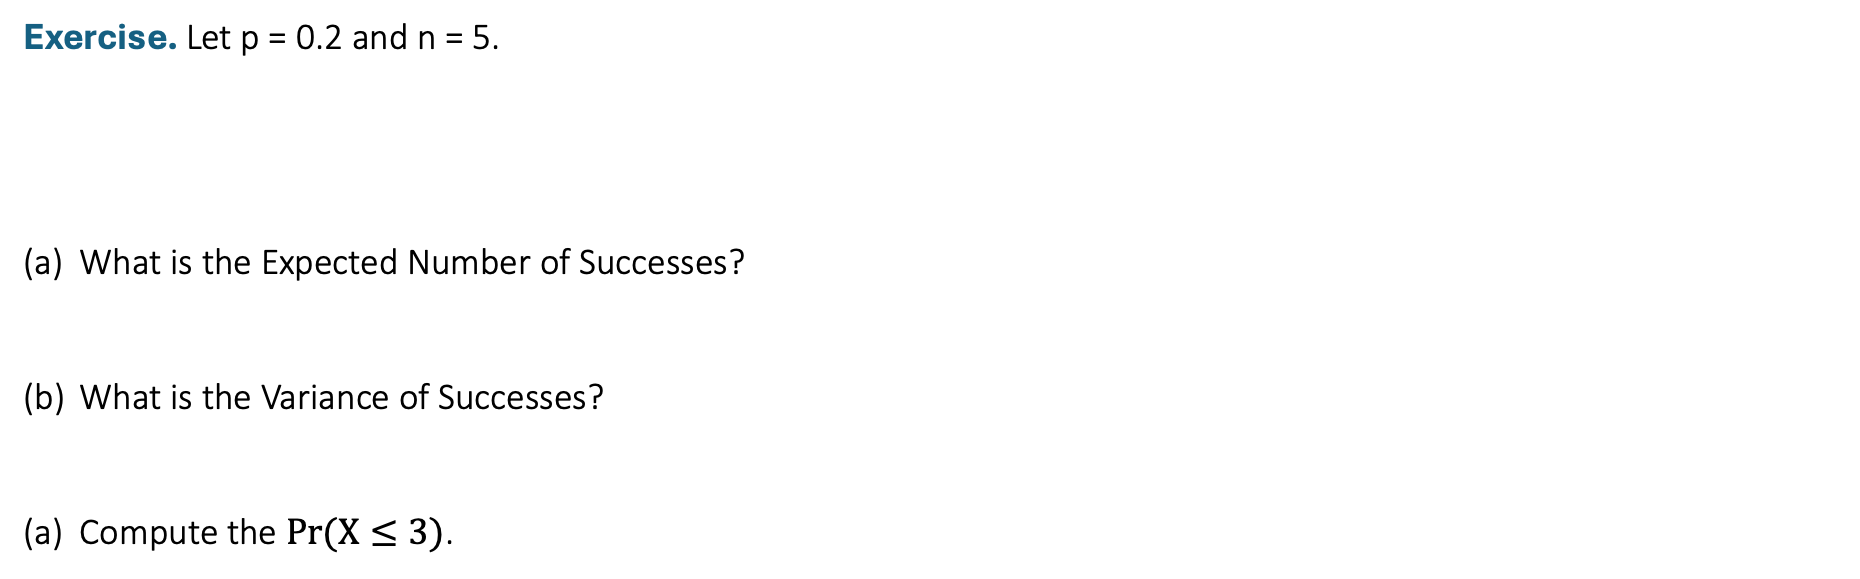 Exercise. Let p = 0.2 and n = 5.
(a) What is the Expected Number of Successes?
(b) What is the Variance of Successes?
(a) Compute the Pr(X ≤ 3).